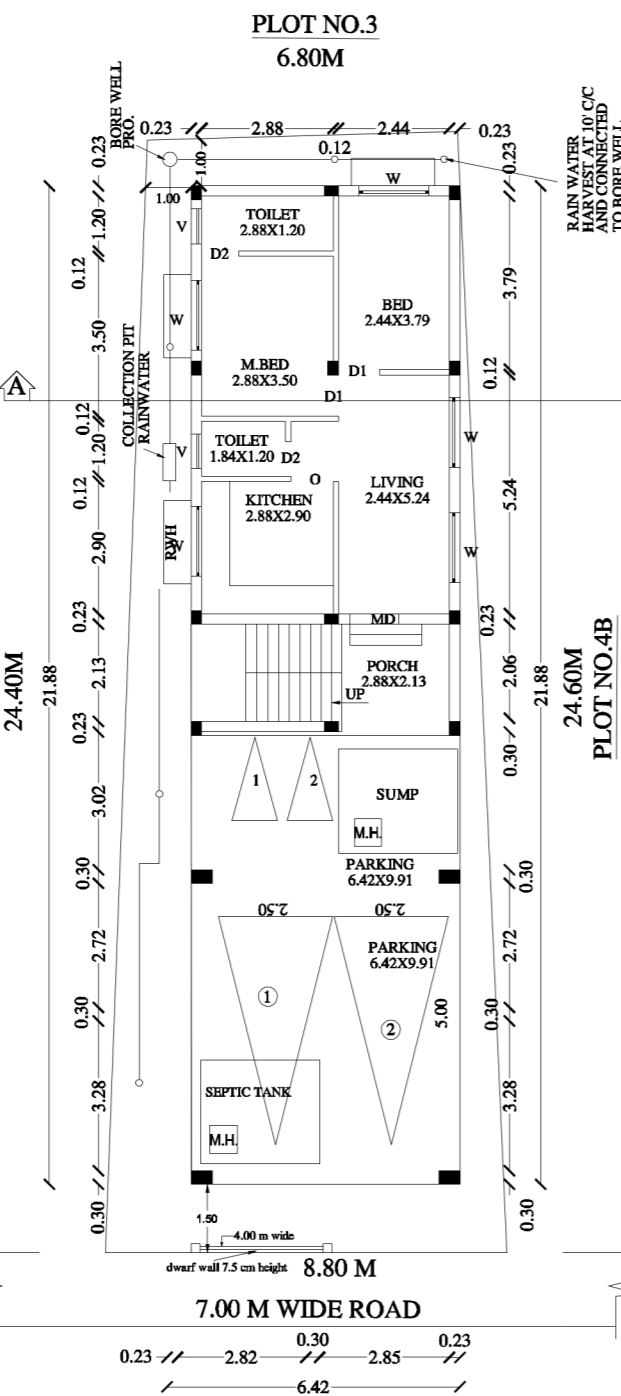 PLOT NO.3
6.80M
BORE WELL
PRO.
0.23
2.88
2.44
0.23
0.12
0.23
1.00
0.23
RAIN WATER
HARVEST AT 10' C/C
AND CONNECTED
TO BORE WELL
1.00
W
1.20
V
TOILET
2.88X1.20
D2
0.12
3.79
BED
2.44X3.79
W
3.50
COLLECTION PIT
RAINWATER
M.BED
2.88X3.50
D1
D1
0.12
A
0.12
1.20
V
TOILET
1.84X1.20
D2
W
0.12
O
LIVING
2.44X5.24
5.24
KITCHEN
2.88X2.90
2.90
RWH
W
W
0.23
MD
0.23
24.40M
21.88
2.13
PORCH
2.88X2.13
UP
2.06
21.88
24.60M
PLOT NO.4B
0.23
0.30
3.02
1
2
SUMP
M.H.
0.30
PARKING
6.42X9.91
0.30
2.50
2.50
2.72
PARKING
6.42X9.91
2.72
1
2
5.00
0.30
0.30
3.28
SEPTIC TANK
M.H.
3.28
0.30
1.50
0.30
4.00 m wide
dwarf wall 7.5 cm height
8.80 M
7.00 M WIDE ROAD
0.30
0.23
2.82
2.85
0.23
6.42